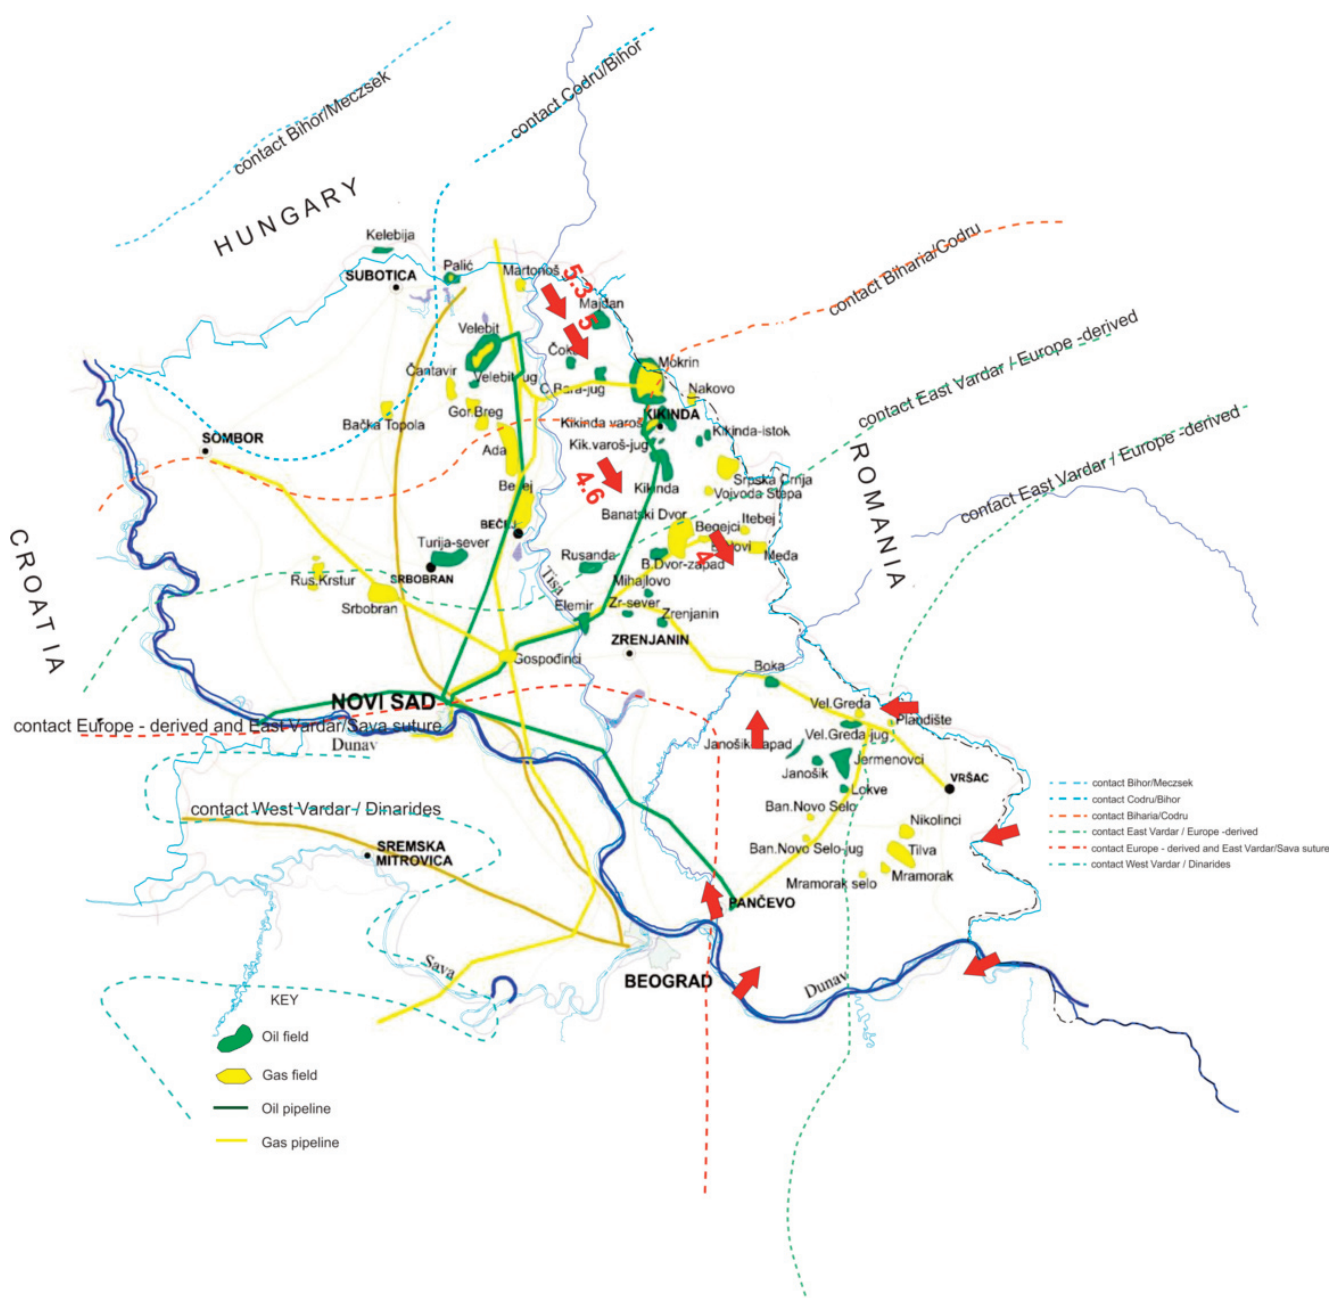 contact Bihor/Meczsek
contact Codru/Bihor
HUNGARY
contact Biharia/Codru
Kelebija
Palić
SUBOTICA
Martonoš
5.3
5
Majdan
Velebit
Čoka
Mokrin
contact East Vardar / Europe -derived
Čantavir
Velebit-jug
C.Bara-jug
Nakovo
Gor.Breg
Kikinda varoš
KIKINDA
Bačka Topola
Kikinda-istok
contact East Vardar / Europe -derived
SOMBOR
Kik.varoš-jug
Ada
4.6
Srpska Crnja
Kikinda
Vojvoda Stepa
ROMANIA
Bečej
Banatski Dvor
Itebej
BEČEJ
Begejci
4
CROATIA
Turija-sever
Rusanda
Međa
B.Dvor-zapad
SRBOBRAN
Rus.Krstur
Tisa
Mihajlovo
Srbobran
Elemir
Zr-sever
Zrenjanin
ZRENJANIN
Gospođinci
Boka
NOVI SAD
Vel.Greda
Plandište
contact Europe - derived and East Vardar/Sava suture
Vel.Greda-jug
Dunav
Janošik-zapad
Jermenovci
Janošik
VRŠAC
Lokve
contact West Vardar / Dinarides
Ban.Novo Selo
Nikolinci
SREMSKA
MITROVICA
Ban.Novo Selo-jug
Tilva
Mramorak selo
Mramorak
PANČEVO
Sava
BEOGRAD
Dunav
contact Bihor/Meczsek
contact Codru/Bihor
contact Biharia/Codru
contact East Vardar / Europe -derived
contact Europe - derived and East Vardar/Sava suture
contact West Vardar / Dinarides
KEY
Oil field
Gas field
Oil pipeline
Gas pipeline